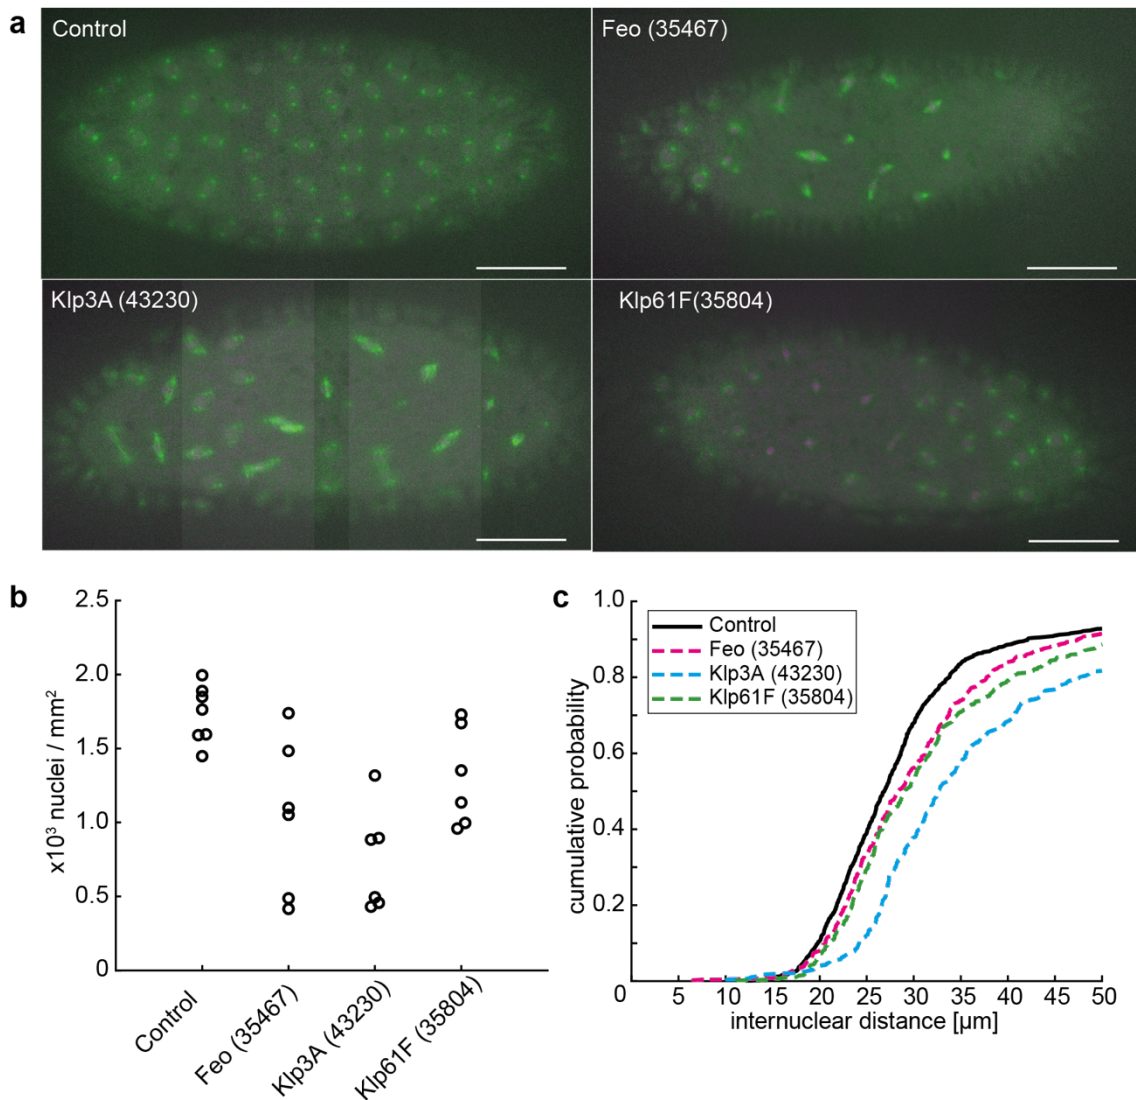 a
Control
Feo (35467)
Klp3A (43230)
Klp61F(35804)
b
x10³ nuclei / mm²
2.5
2.0
1.5
1.0
0.5
0
Control
Feo (35467)
Klp3A (43230)
Klp61F (35804)
c
cumulative probability
1.0
0.8
0.6
0.4
0.2
0
5
10
15
20
25
30
35
40
45
50
internuclear distance [µm]
Control
Feo (35467)
Klp3A (43230)
Klp61F (35804)